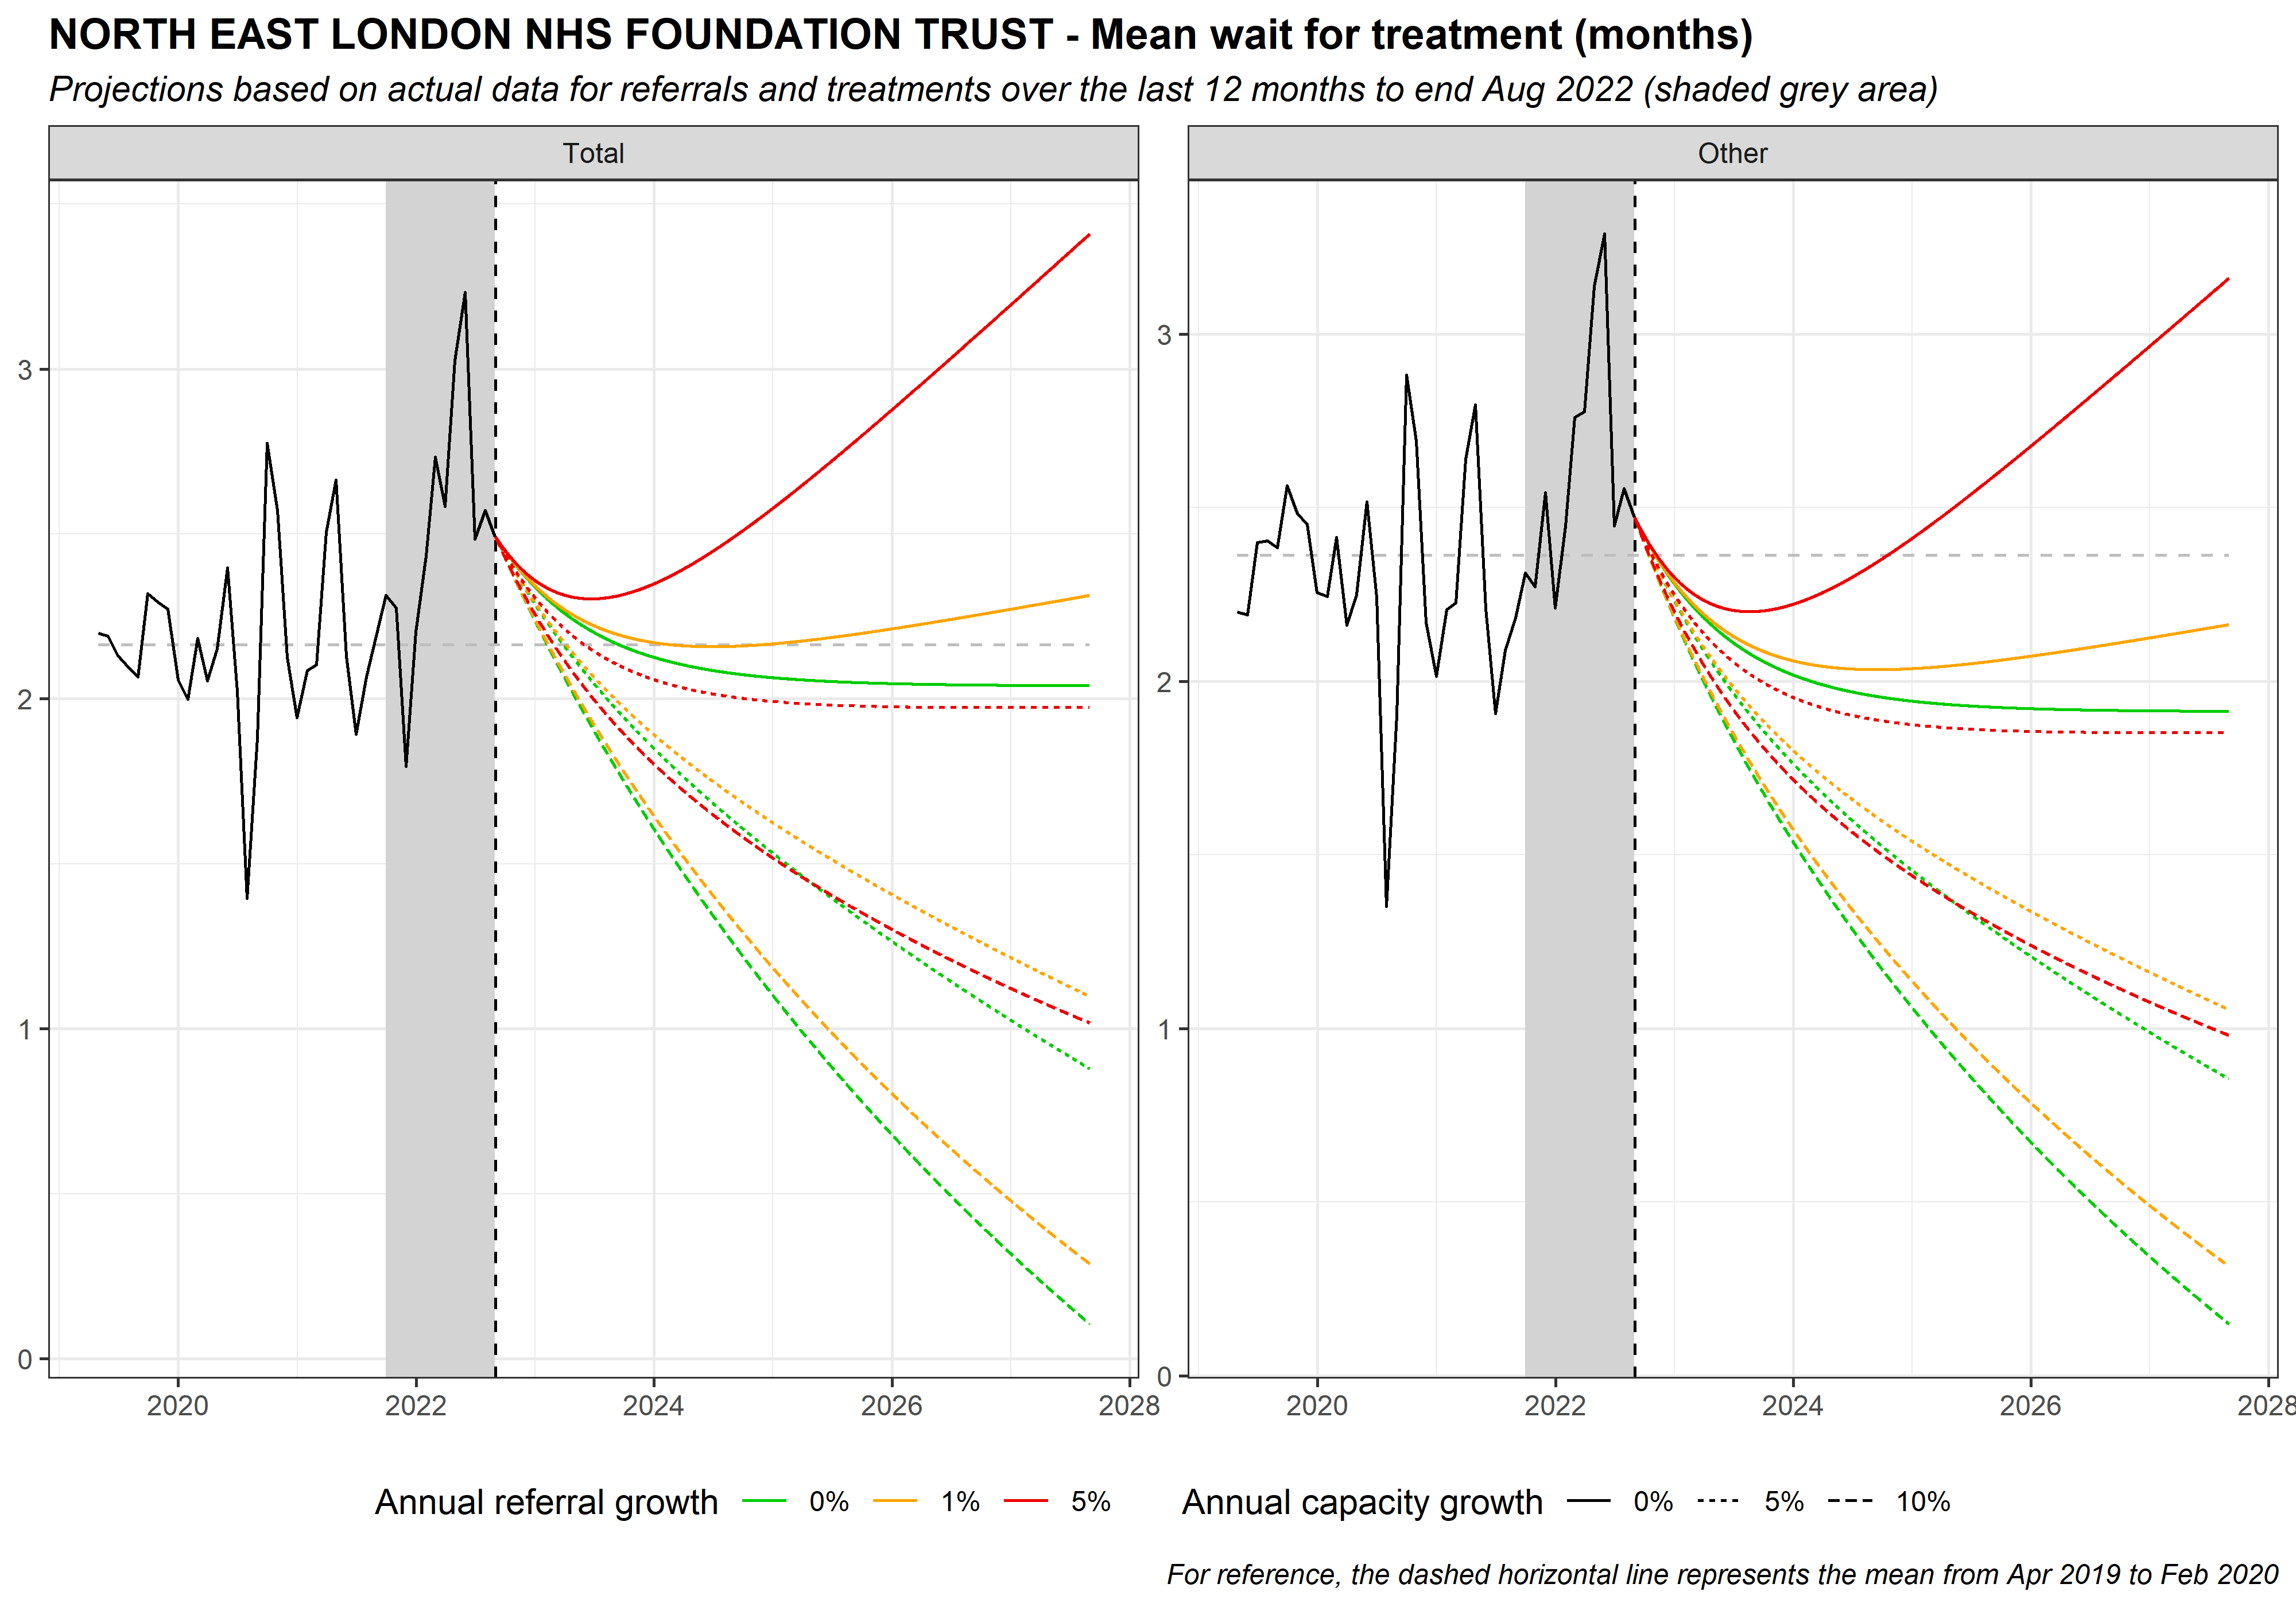 NORTH EAST LONDON NHS FOUNDATION TRUST - Mean wait for treatment (months)
Projections based on actual data for referrals and treatments over the last 12 months to end Aug 2022 (shaded grey area)
Total
Other
3
2
1
0
3
2
1
0
2020 2022 2024 2026 2028
2020 2022 2024 2026 2028
Annual referral growth 0% 1% 5%
Annual capacity growth 0% 5% 10%
For reference, the dashed horizontal line represents the mean from Apr 2019 to Feb 2020